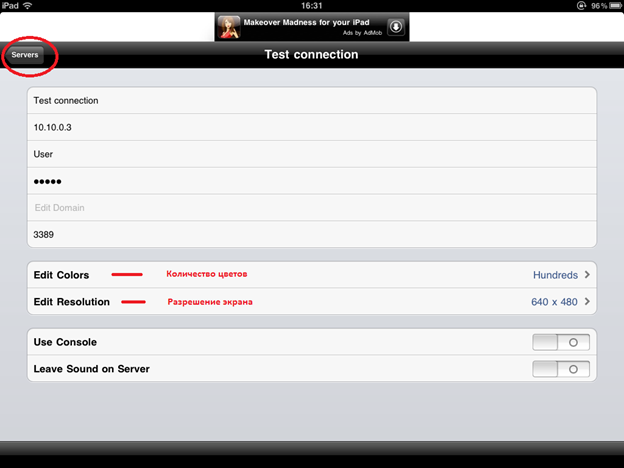 iPad 16:31 96%
Makeover Madness for your iPad
Ads by AdMob
Servers Test connection
Test connection
10.10.0.3
User
•••••
Edit Domain
3389
Edit Colors Количество цветов Hundreds
Edit Resolution Разрешение экрана 640 x 480
Use Console
Leave Sound on Server